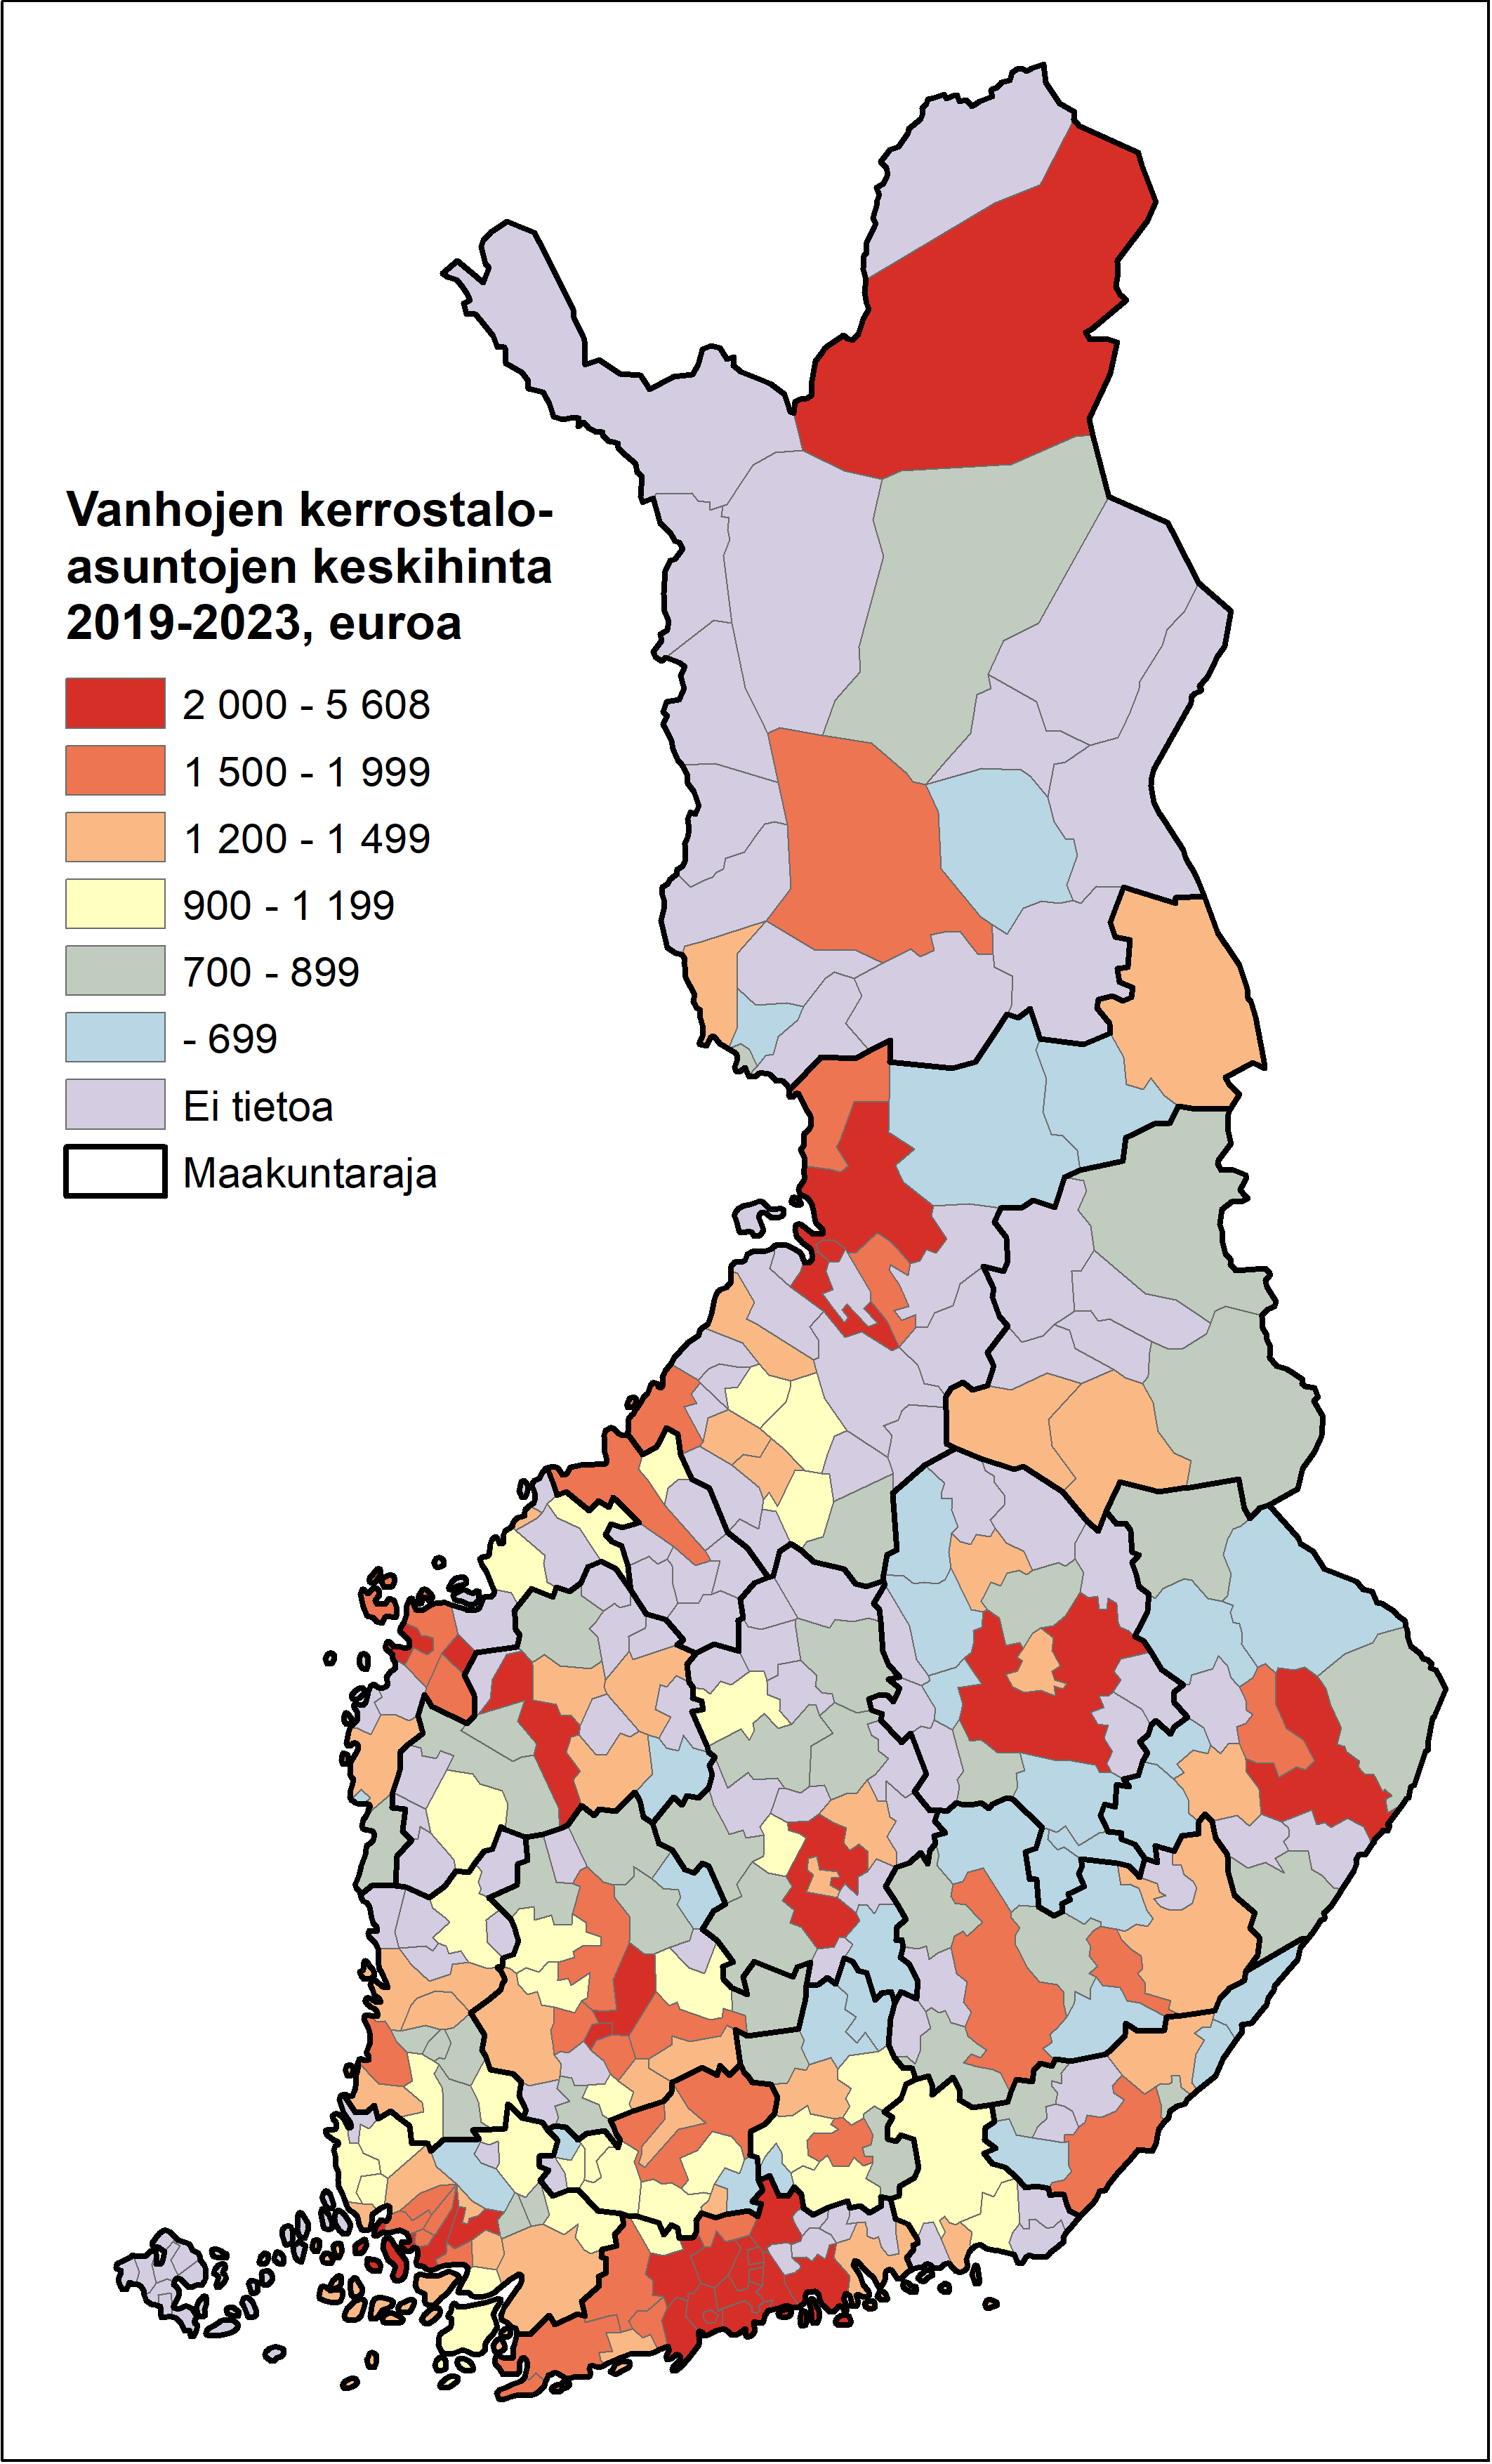 Vanhojen kerrostalo-
asuntojen keskihinta
2019-2023, euroa
2 000 - 5 608
1 500 - 1 999
1 200 - 1 499
900 - 1 199
700 - 899
- 699
Ei tietoa
Maakuntaraja